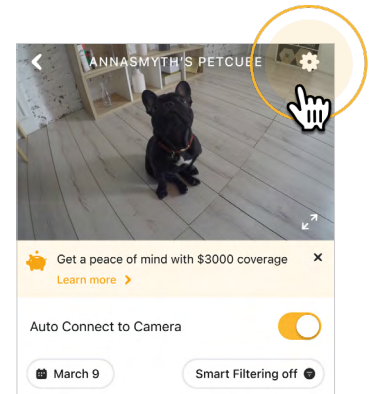 ANNASMYTH'S PETCUBE
Get a peace of mind with $3000 coverage
Learn more
Auto Connect to Camera
March 9
Smart Filtering off